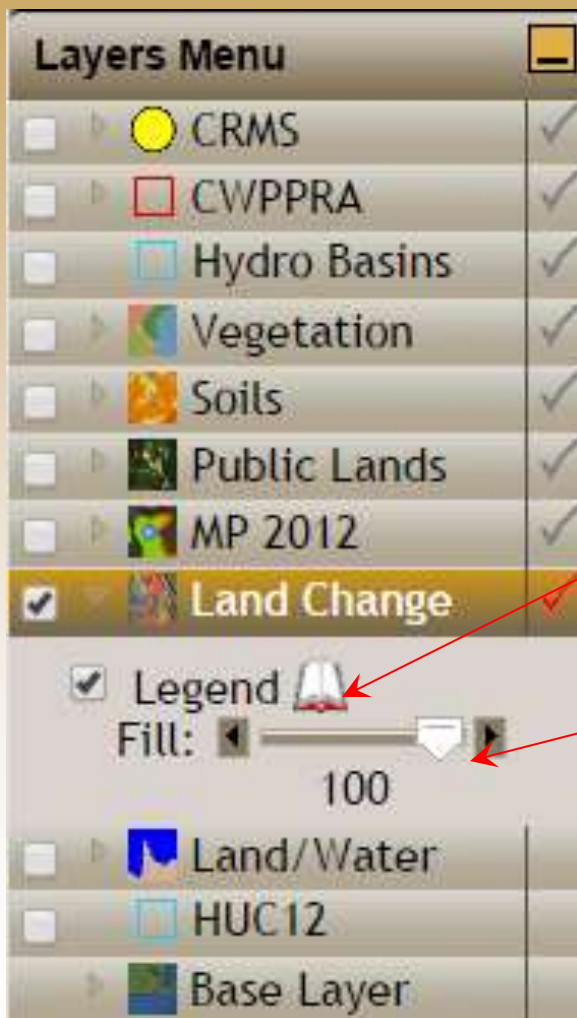 Layers Menu
CRMS
CWPPRA
Hydro Basins
Vegetation
Soils
Public Lands
MP 2012
Land Change
Legend
Fill:
100
Land/Water
HUC12
Base Layer